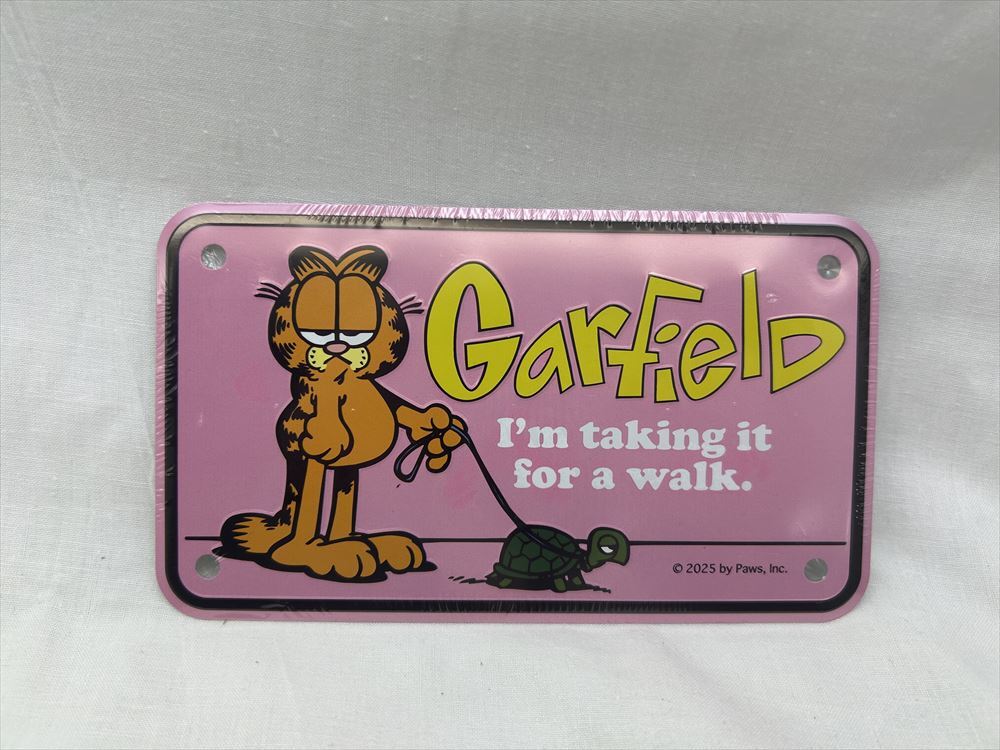 Garfield
I'm taking it
for a walk.
© 2025 by Paws, Inc.